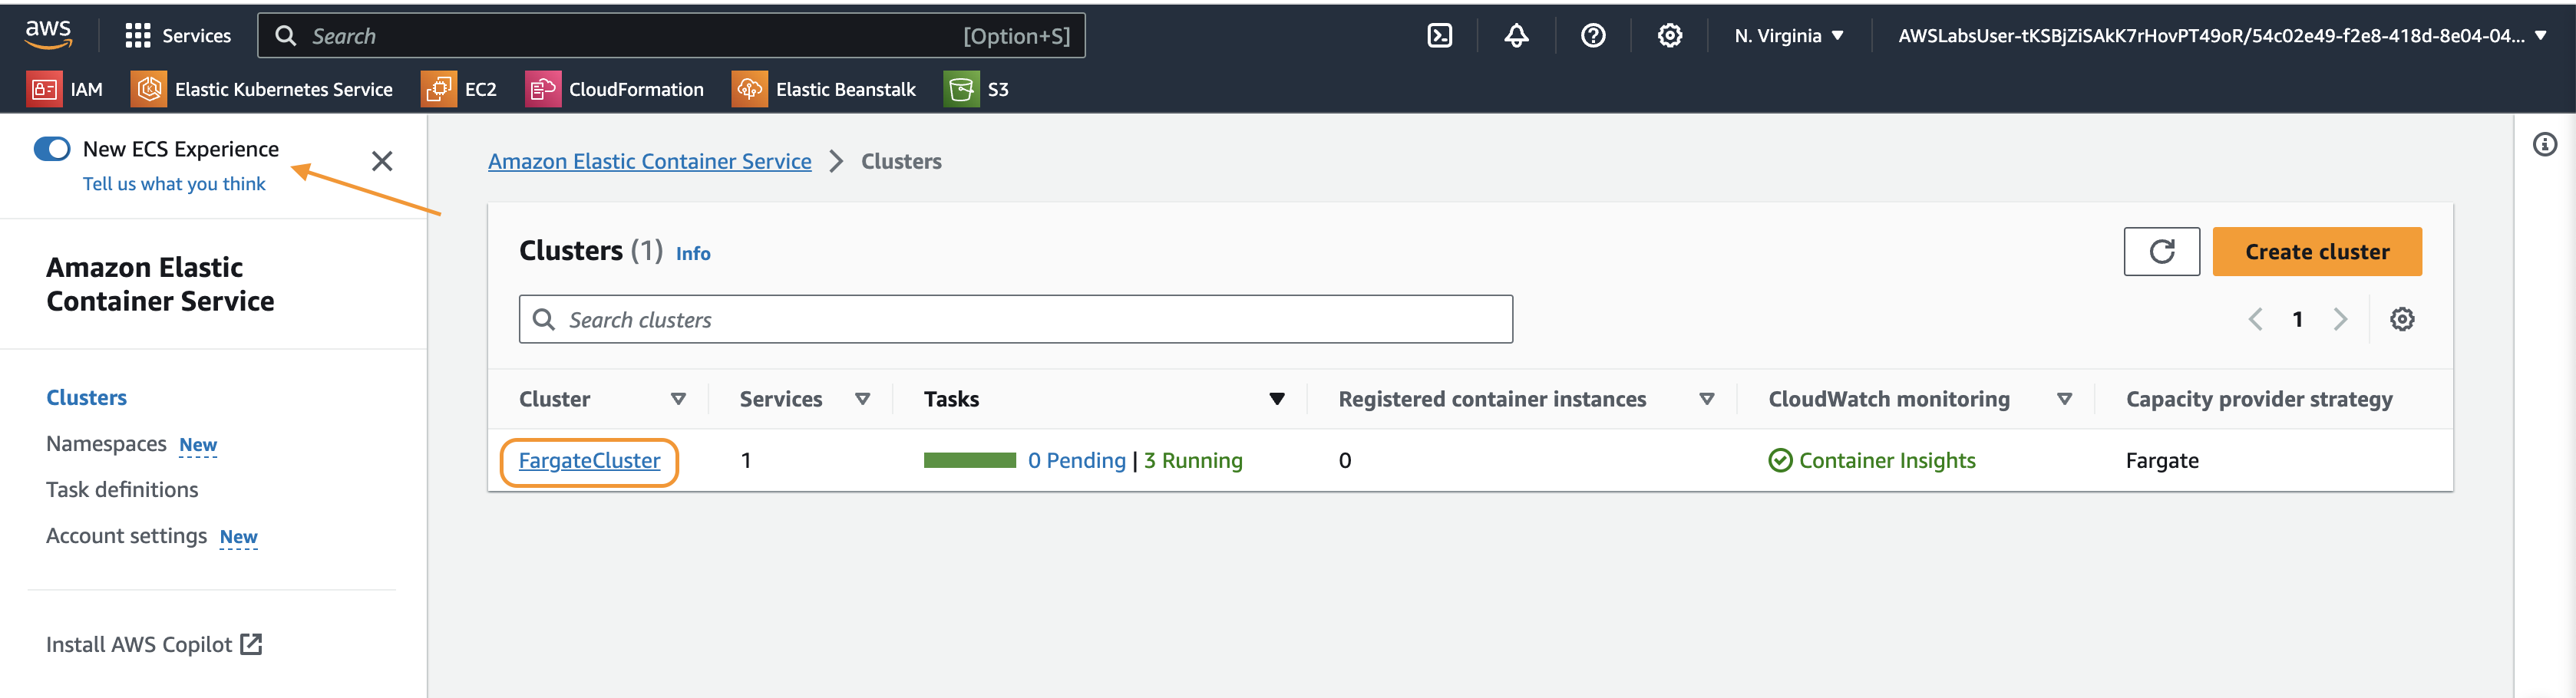 aws Services Search [Option+S] N. Virginia AWSLabsUser-tKSBjZiSAkK7rHovPT49oR/54c02e49-f2e8-418d-8e04-04...
IAM Elastic Kubernetes Service EC2 CloudFormation Elastic Beanstalk S3
New ECS Experience
Tell us what you think
Amazon Elastic
Container Service
Clusters
Namespaces New
Task definitions
Account settings New
Install AWS Copilot
Amazon Elastic Container Service > Clusters
Clusters (1) Info
Create cluster
Search clusters
1
Cluster Services Tasks Registered container instances CloudWatch monitoring Capacity provider strategy
FargateCluster 1 0 Pending | 3 Running 0 Container Insights Fargate